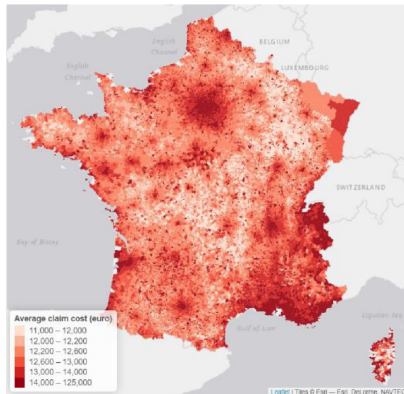 English
Channel
BELGIUM
English
Channel
LUXEMBOURG
SWITZERLAND
Bay of Biscay
Ligurian Sea
Gulf of Lion
Average claim cost (euro)
11,000 – 12,000
12,000 – 12,200
12,200 – 12,600
12,600 – 13,000
13,000 – 14,000
14,000 – 125,000
Leaflet | Tiles © Esri — Esri, DeLorme, NAVTEQ